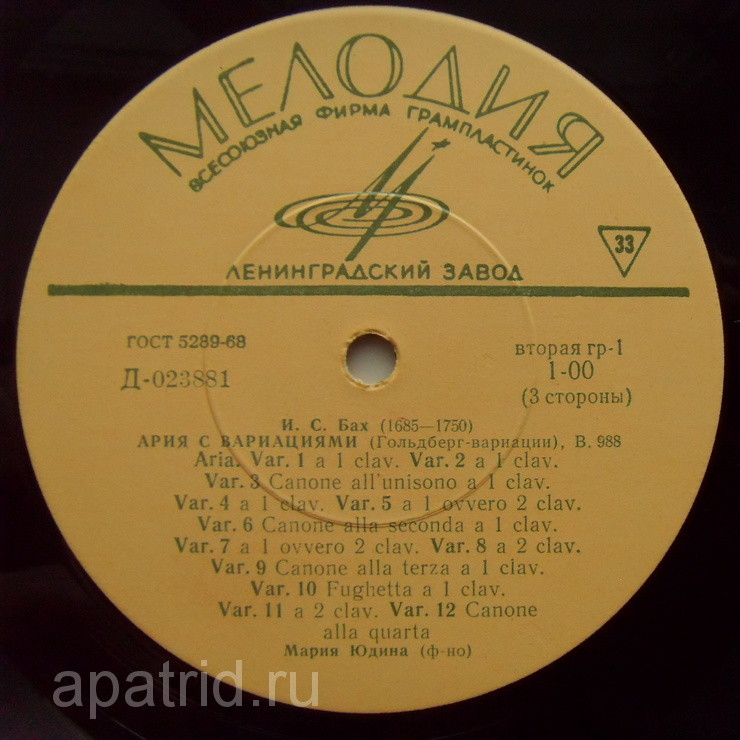 МЕЛОДИЯ
ВСЕСОЮЗНАЯ ФИРМА ГРАМПЛАСТИНОК
33
ЛЕНИНГРАДСКИЙ ЗАВОД
ГОСТ 5289-68
вторая гр-1
Д-023881
1-00
(3 стороны)
И. С. Бах (1685—1750)
АРИЯ С ВАРИАЦИЯМИ (Гольдберг-вариации), В. 988
Aria. Var. 1 a 1 clav. Var. 2 a 1 clav.
Var. 3 Canone all'unisono a 1 clav.
Var. 4 a 1 clav. Var. 5 a 1 ovvero 2 clav.
Var. 6 Canone alla seconda a 1 clav.
Var. 7 a 1 ovvero 2 clav. Var. 8 a 2 clav.
Var. 9 Canone alla terza a 1 clav.
Var. 10 Fughetta a 1 clav.
Var. 11 a 2 clav. Var. 12 Canone
alla quarta
Мария Юдина (ф-но)
apatrid.ru